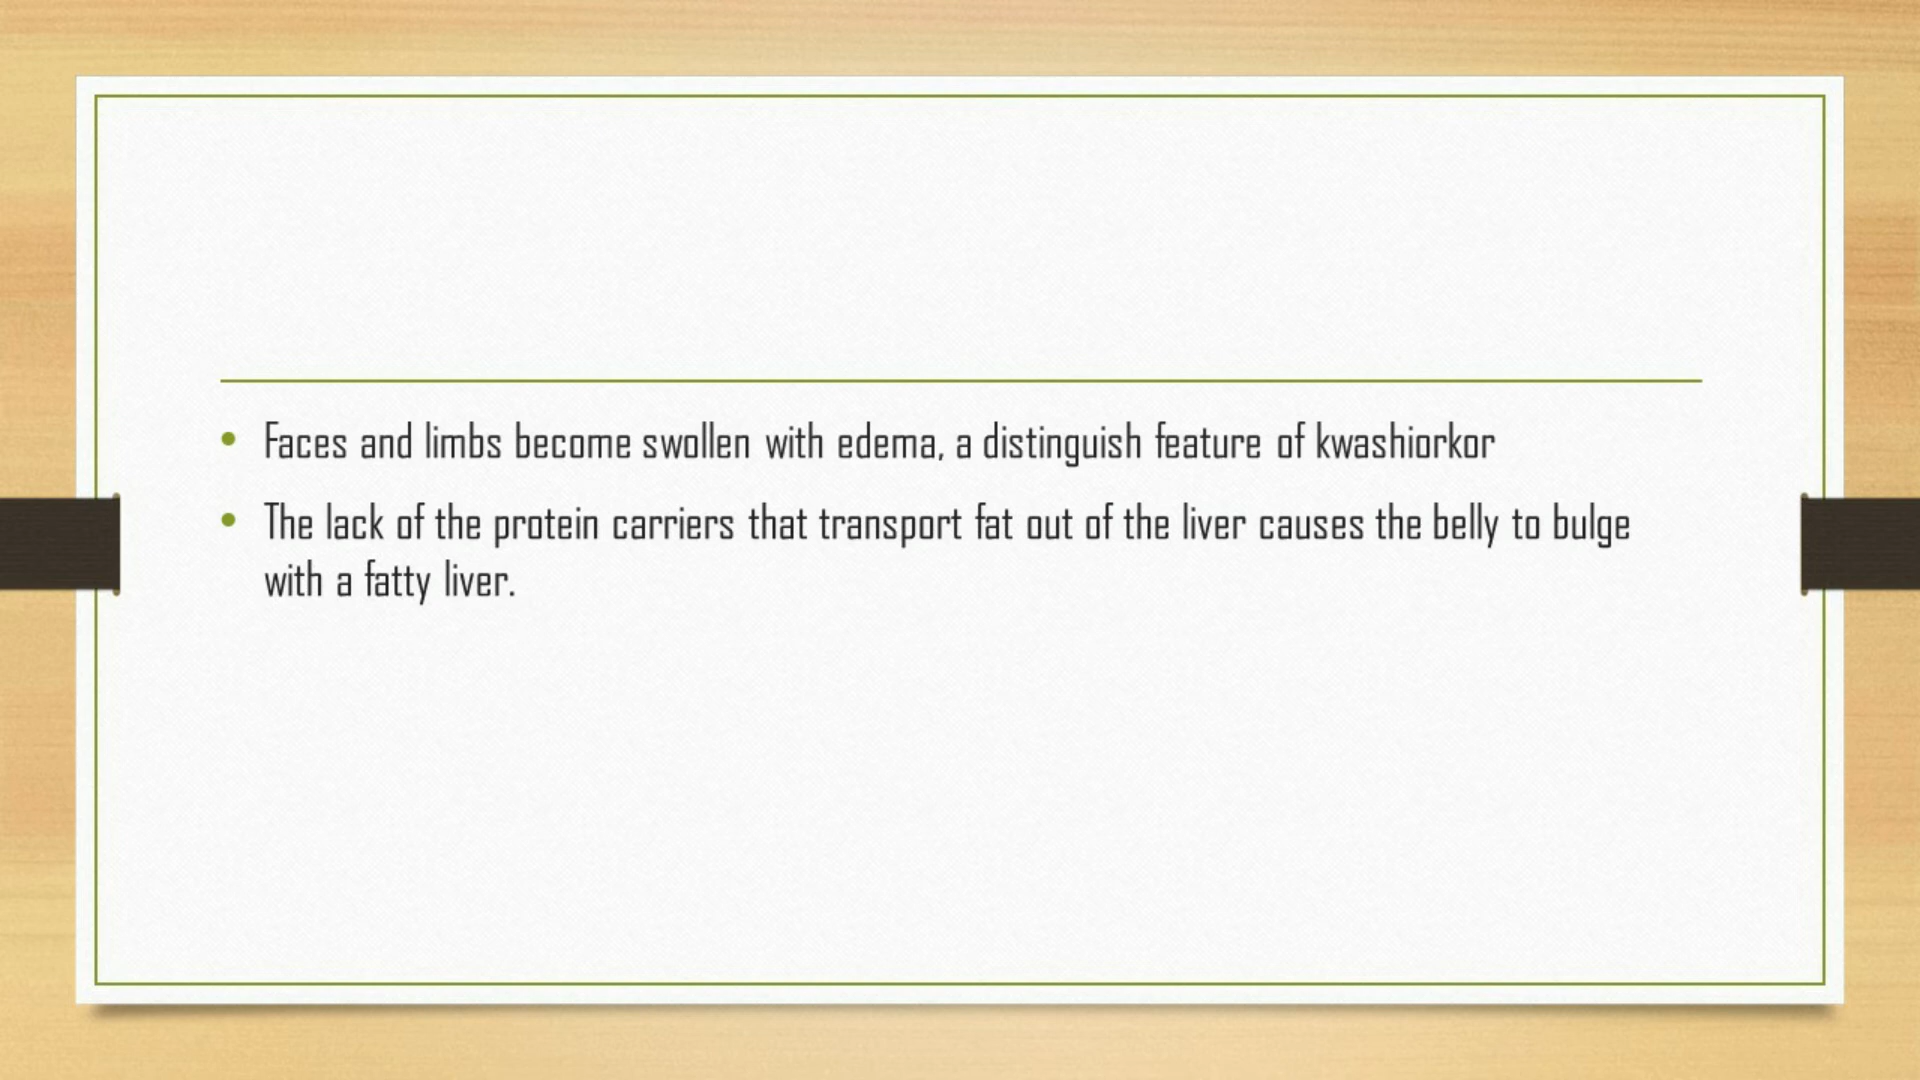 • Faces and limbs become swollen with edema, a distinguish feature of kwashiorkor
• The lack of the protein carriers that transport fat out of the liver causes the belly to bulge
with a fatty liver.